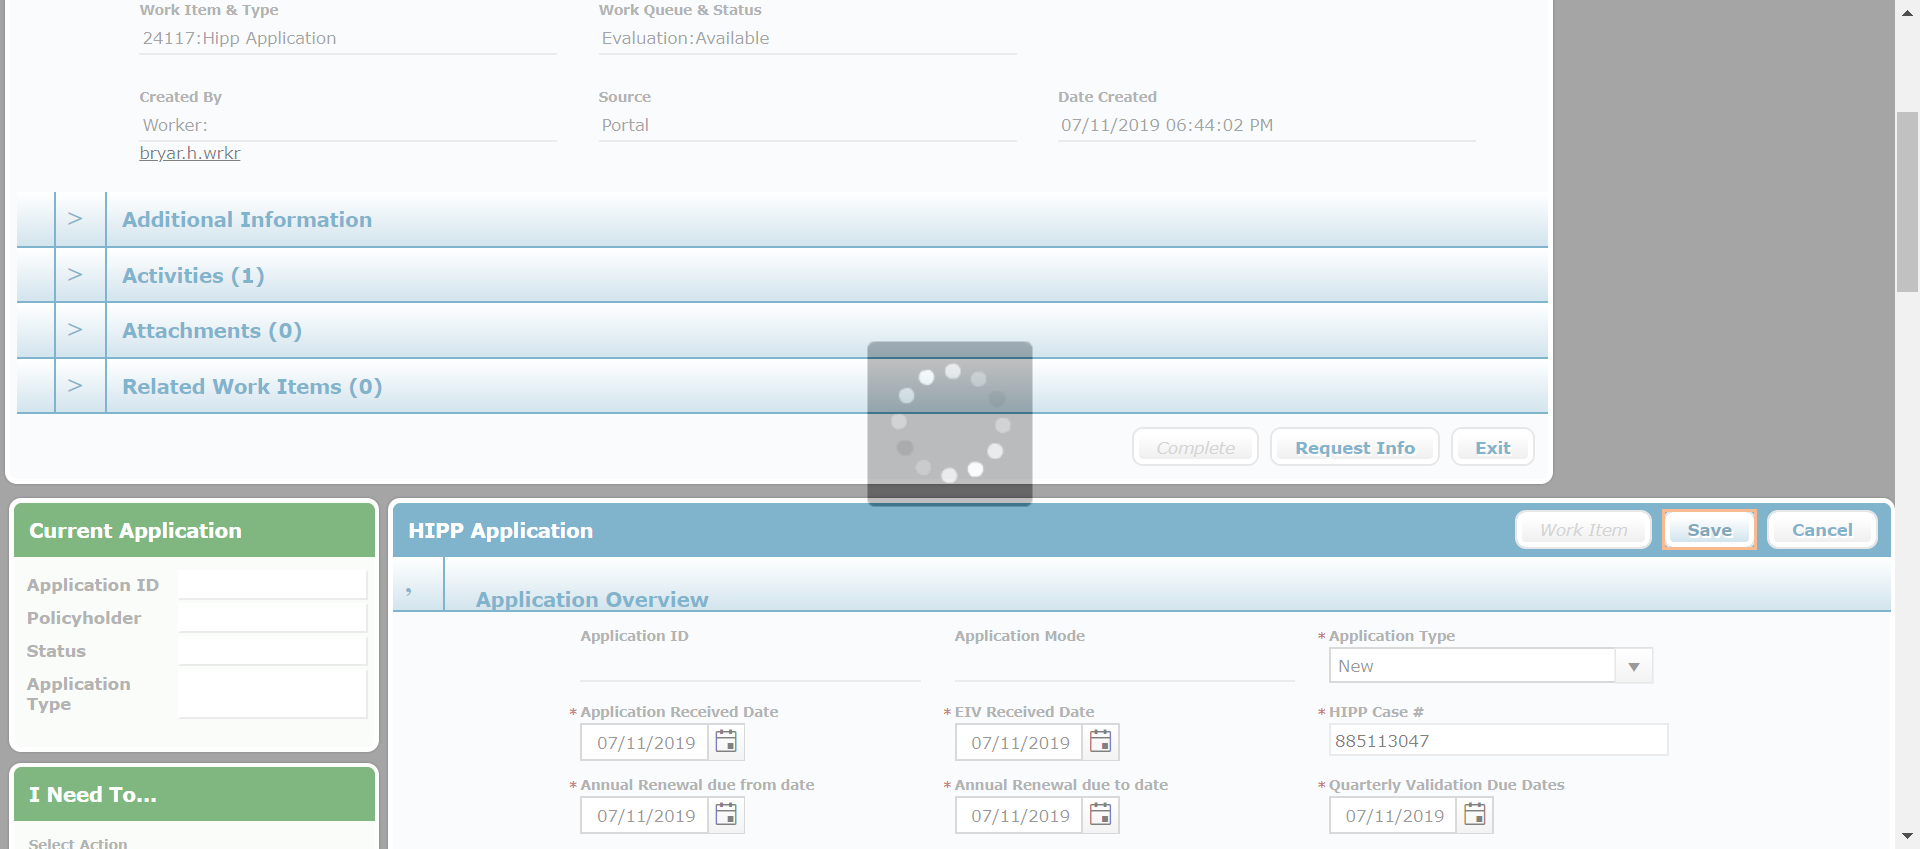 Work Item & Type
Work Queue & Status
24117:Hipp Application
Evaluation:Available
Created By
Source
Date Created
Worker:
Portal
07/11/2019 06:44:02 PM
bryar.h.wrkr
> Additional Information
> Activities (1)
> Attachments (0)
> Related Work Items (0)
Complete
Request Info
Exit
Current Application
Application ID
Policyholder
Status
Application
Type
I Need To...
Select Action
HIPP Application
Work Item
Save
Cancel
, Application Overview
Application ID
Application Mode
* Application Type
New
* Application Received Date
* EIV Received Date
* HIPP Case #
07/11/2019
07/11/2019
885113047
* Annual Renewal due from date
* Annual Renewal due to date
* Quarterly Validation Due Dates
07/11/2019
07/11/2019
07/11/2019